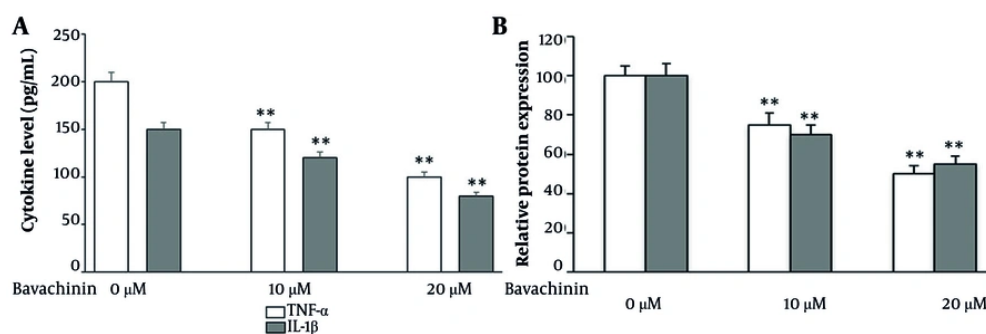 A
Cytokine level (pg/mL)
250
200
150
100
50
0
**
**
**
**
Bavachinin 0 µM 10 µM 20 µM
TNF-α
IL-1β
B
Relative protein expression
120
100
80
60
40
20
0
**
**
**
**
Bavachinin 0 µM 10 µM 20 µM